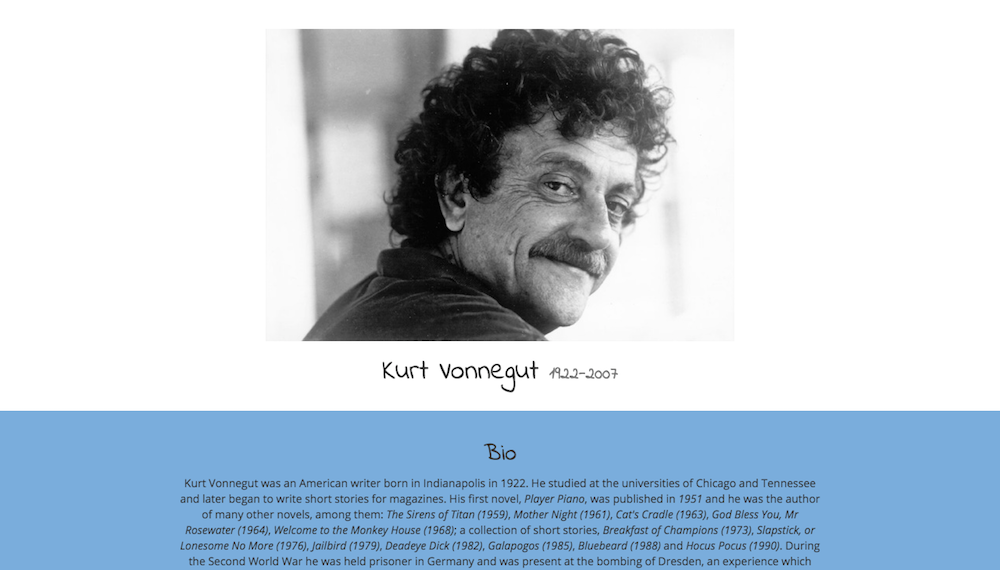 Kurt Vonnegut 1922-2007
Bio
Kurt Vonnegut was an American writer born in Indianapolis in 1922. He studied at the universities of Chicago and Tennessee
and later began to write short stories for magazines. His first novel, Player Piano, was published in 1951 and he was the author
of many other novels, among them: The Sirens of Titan (1959), Mother Night (1961), Cat's Cradle (1963), God Bless You, Mr
Rosewater (1964), Welcome to the Monkey House (1968); a collection of short stories, Breakfast of Champions (1973), Slapstick, or
Lonesome No More (1976), Jailbird (1979), Deadeye Dick (1982), Galapagos (1985), Bluebeard (1988) and Hocus Pocus (1990). During
the Second World War he was held prisoner in Germany and was present at the bombing of Dresden, an experience which